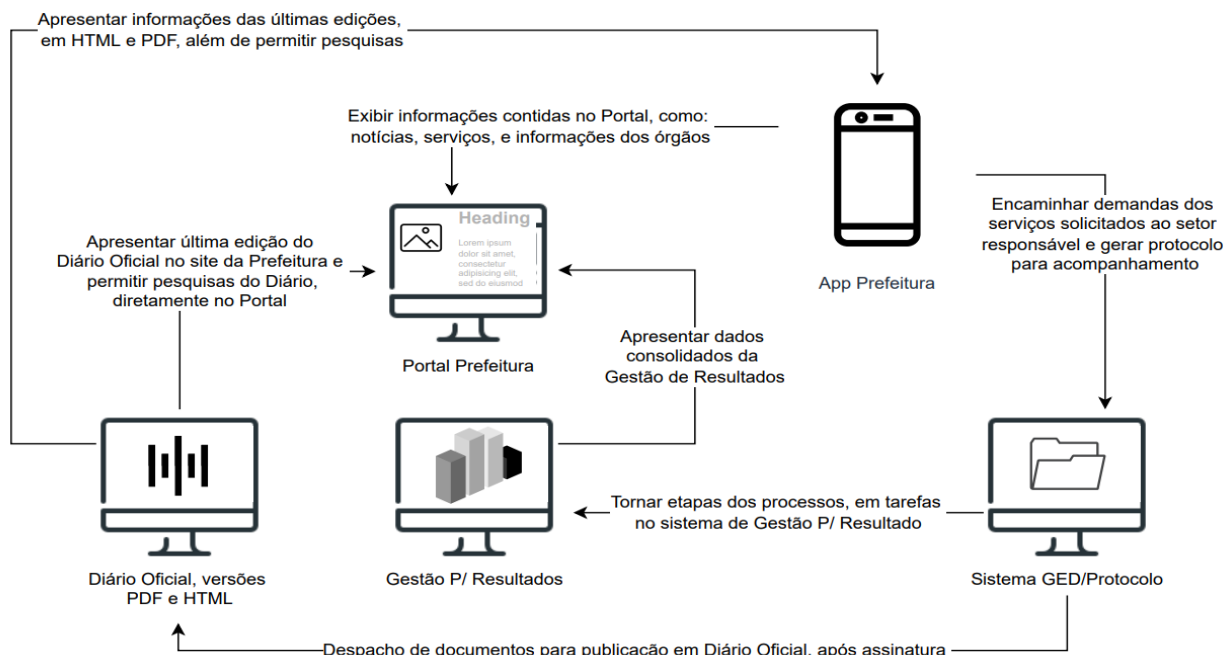 Apresentar informações das últimas edições,
em HTML e PDF, além de permitir pesquisas
Exibir informações contidas no Portal, como:
notícias, serviços, e informações dos órgãos
Encaminhar demandas dos
serviços solicitados ao setor
responsável e gerar protocolo
para acompanhamento
App Prefeitura
Apresentar última edição do
Diário Oficial no site da Prefeitura e
permitir pesquisas do Diário,
diretamente no Portal
Heading
Lorem ipsum
dolor sit amet,
consectetur
adipisicing elit,
sed do eiusmod
Portal Prefeitura
Apresentar dados
consolidados da
Gestão de Resultados
Tornar etapas dos processos, em tarefas
no sistema de Gestão P/ Resultado
Diário Oficial, versões
PDF e HTML
Gestão P/ Resultados
Sistema GED/Protocolo
Despacho de documentos para publicação em Diário Oficial, após assinatura